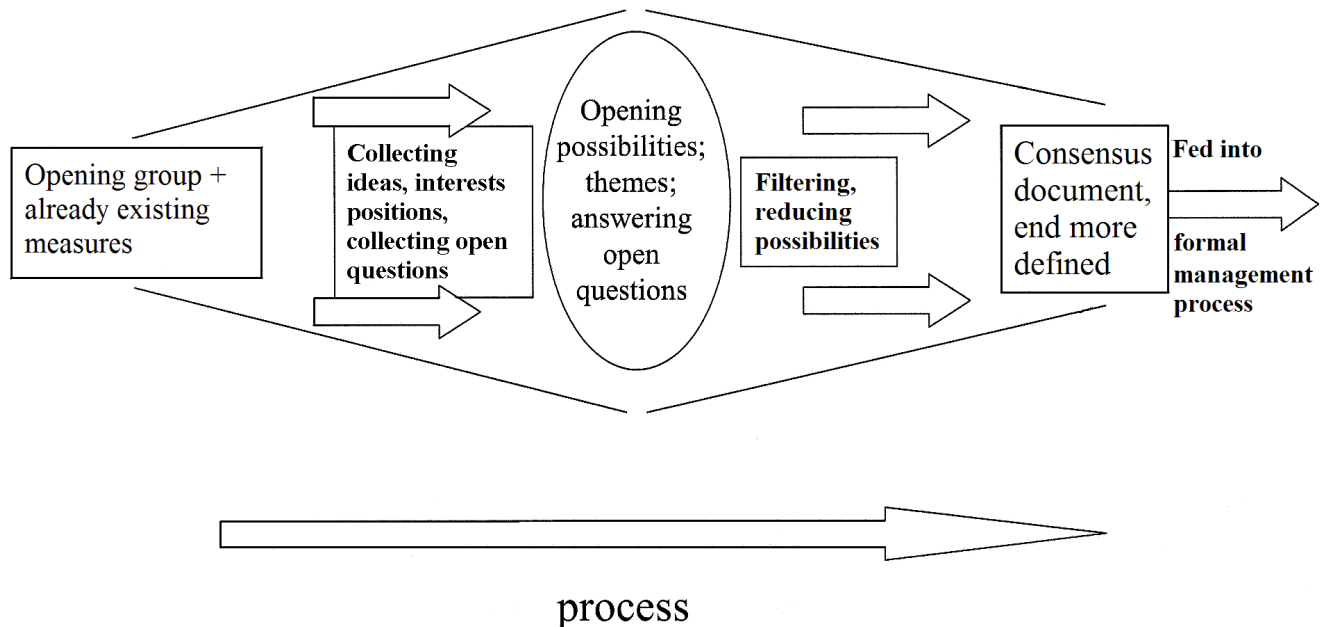 Opening group +
already existing
measures
Collecting
ideas, interests
positions,
collecting open
questions
Opening
possibilities;
themes;
answering
open
questions
Filtering,
reducing
possibilities
Consensus
document,
end more
defined
Fed into
formal
management
process
process